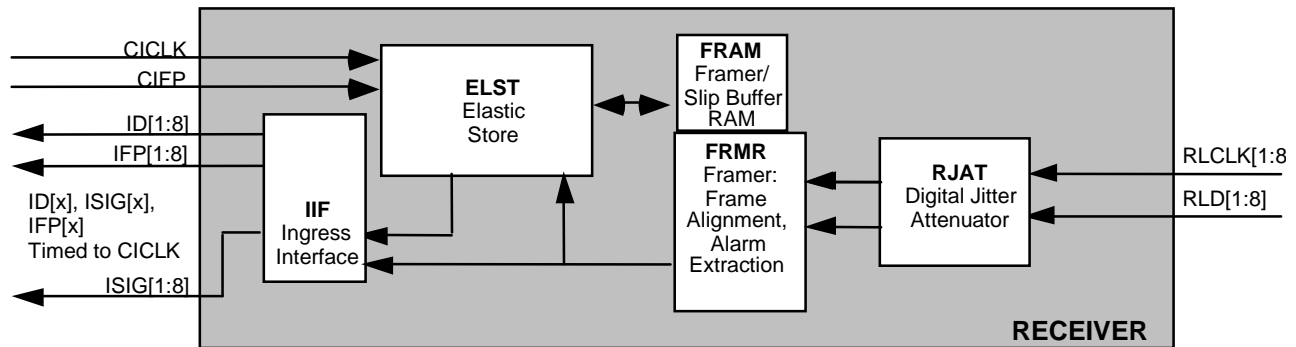 CICLK
CIFP
ID[1:8]
IFP[1:8]
ID[x], ISIG[x],
IFP[x]
Timed to CICLK
ISIG[1:8]
IIF
Ingress
Interface
ELST
Elastic
Store
FRAM
Framer/
Slip Buffer
RAM
FRMR
Framer:
Frame
Alignment,
Alarm
Extraction
RJAT
Digital Jitter
Attenuator
RLCLK[1:8
RLD[1:8]
RECEIVER